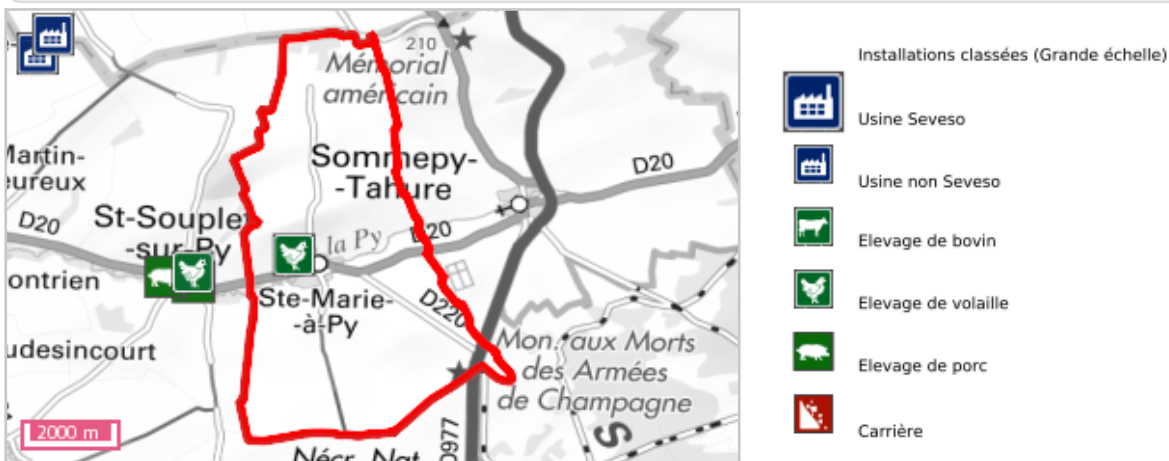 210
Mémorial
américain
Martin-
eureux
Sommepy-
-Tahure
D20
St-Souplet
-sur-Py
D20
la Py
D20
ontrien
Ste-Marie-
-à-Py
D220
udesincourt
Mon. aux Morts
des Armées
de Champagne
2000 m
D977
S
Nécr. Nat.
Installations classées (Grande échelle)
Usine Seveso
Usine non Seveso
Elevage de bovin
Elevage de volaille
Elevage de porc
Carrière